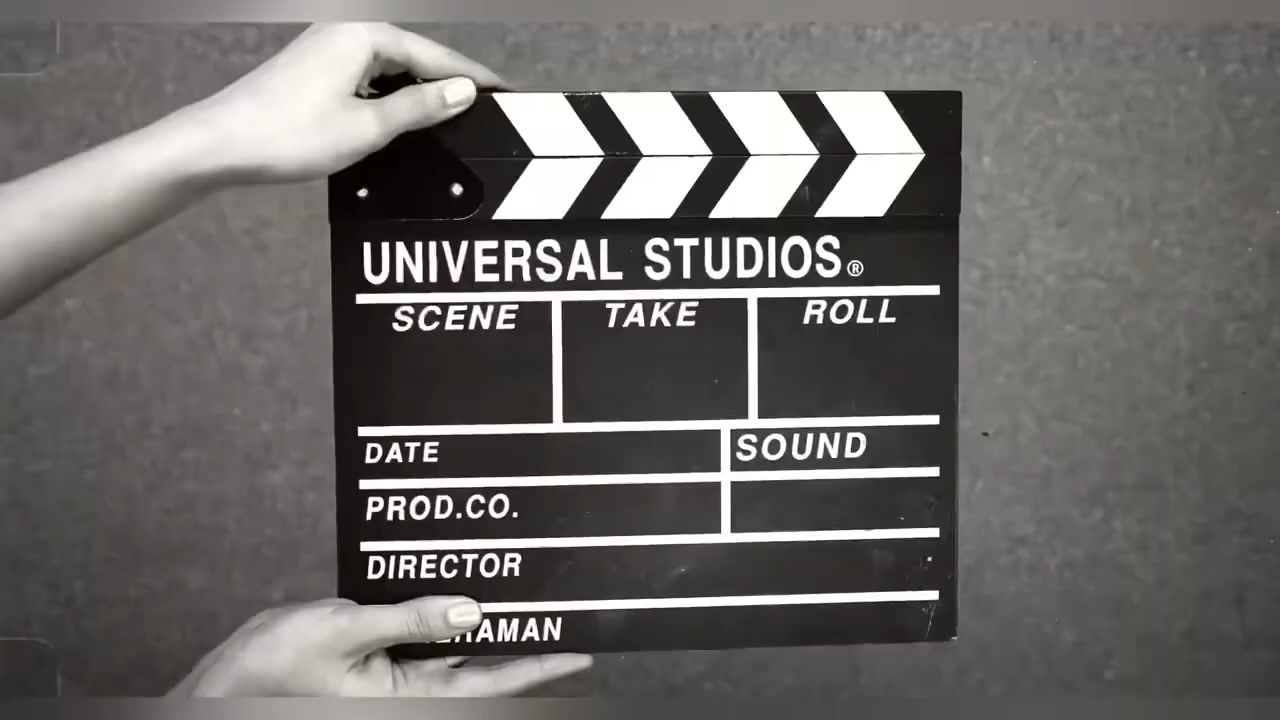 UNIVERSAL STUDIOS®
SCENE TAKE ROLL
DATE SOUND
PROD.CO.
DIRECTOR